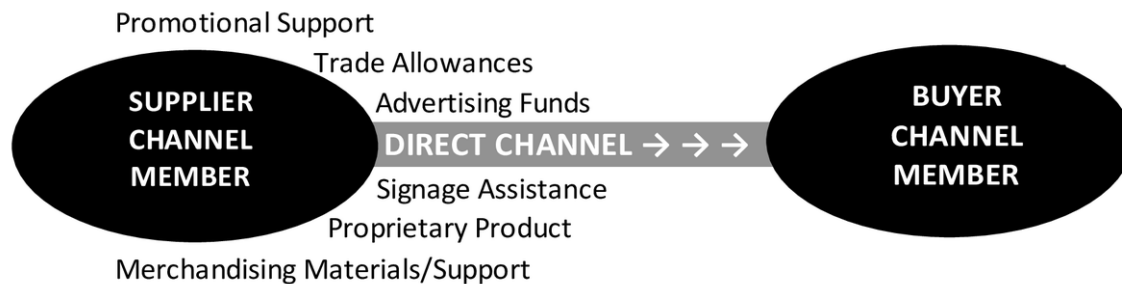 Promotional Support
Trade Allowances
Advertising Funds
SUPPLIER
CHANNEL
MEMBER
DIRECT CHANNEL → → →
BUYER
CHANNEL
MEMBER
Signage Assistance
Proprietary Product
Merchandising Materials/Support